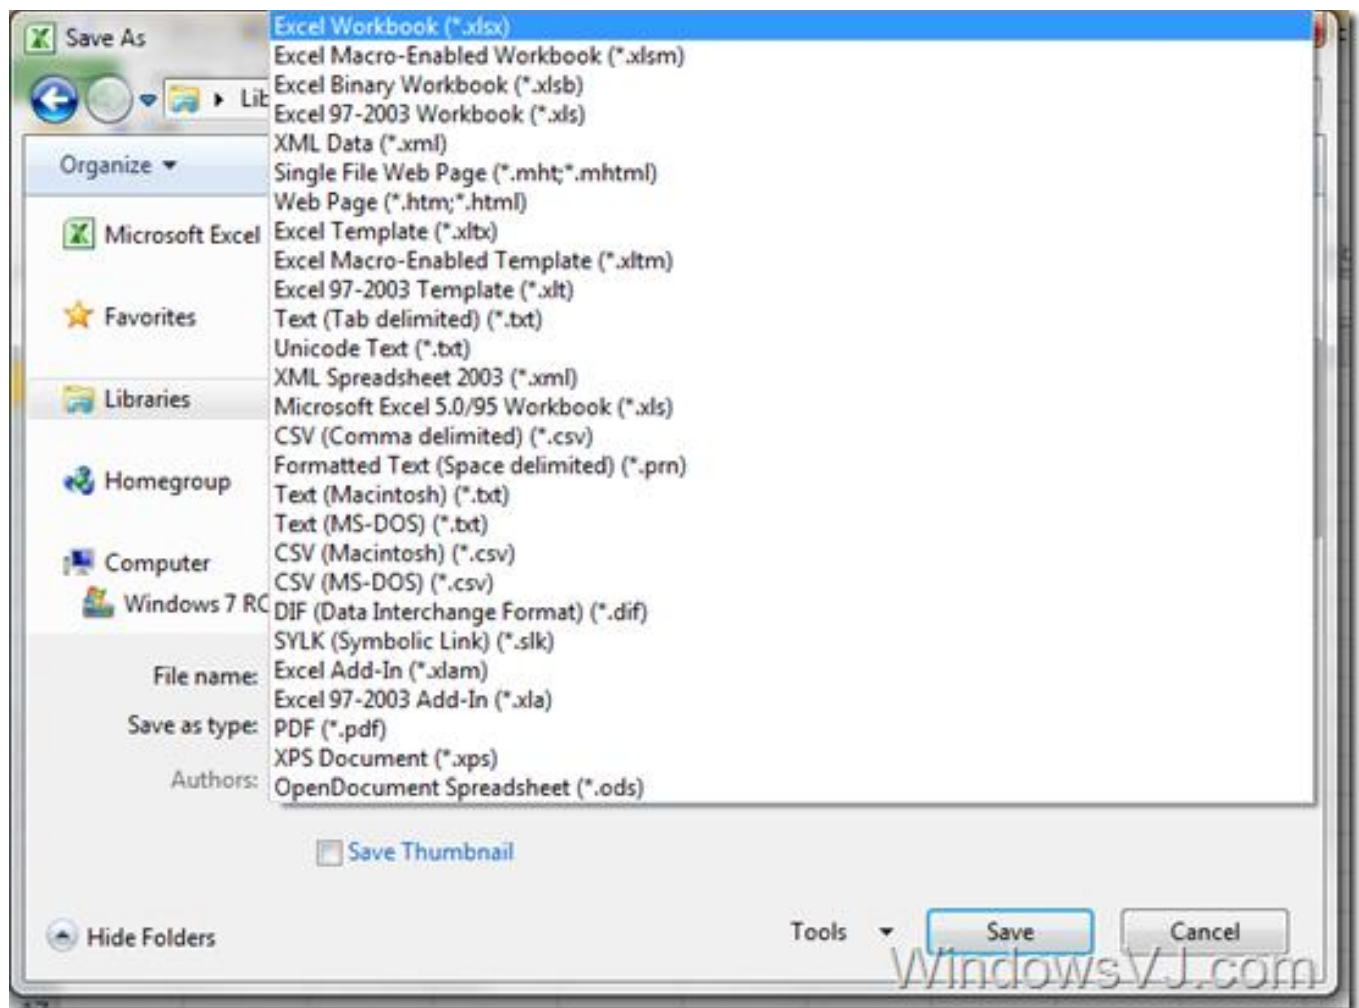 Save As
Lib
Organize
Microsoft Excel
Favorites
Libraries
Homegroup
Computer
Windows 7 RC
Excel Workbook (*.xlsx)
Excel Macro-Enabled Workbook (*.xlsm)
Excel Binary Workbook (*.xlsb)
Excel 97-2003 Workbook (*.xls)
XML Data (*.xml)
Single File Web Page (*.mht;*.mhtml)
Web Page (*.htm;*.html)
Excel Template (*.xltx)
Excel Macro-Enabled Template (*.xltm)
Excel 97-2003 Template (*.xlt)
Text (Tab delimited) (*.txt)
Unicode Text (*.txt)
XML Spreadsheet 2003 (*.xml)
Microsoft Excel 5.0/95 Workbook (*.xls)
CSV (Comma delimited) (*.csv)
Formatted Text (Space delimited) (*.prn)
Text (Macintosh) (*.txt)
Text (MS-DOS) (*.txt)
CSV (Macintosh) (*.csv)
CSV (MS-DOS) (*.csv)
DIF (Data Interchange Format) (*.dif)
SYLK (Symbolic Link) (*.slk)
Excel Add-In (*.xlam)
Excel 97-2003 Add-In (*.xla)
PDF (*.pdf)
XPS Document (*.xps)
OpenDocument Spreadsheet (*.ods)
File name:
Save as type:
Authors:
Save Thumbnail
Hide Folders
Tools
Save
Cancel
WindowsVJ.com